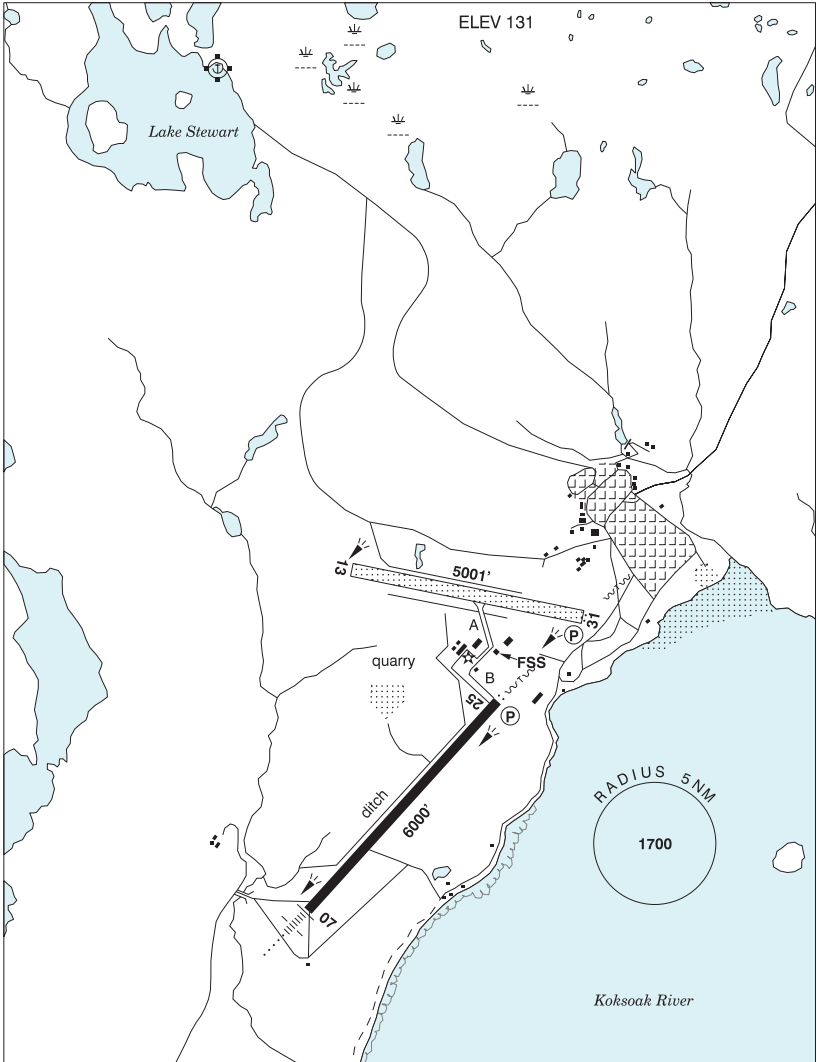 ELEV 131
Lake Stewart
13
5001'
31
A
P
FSS
quarry
B
25
P
ditch
6000'
RADIUS 5NM
1700
07
Koksoak River